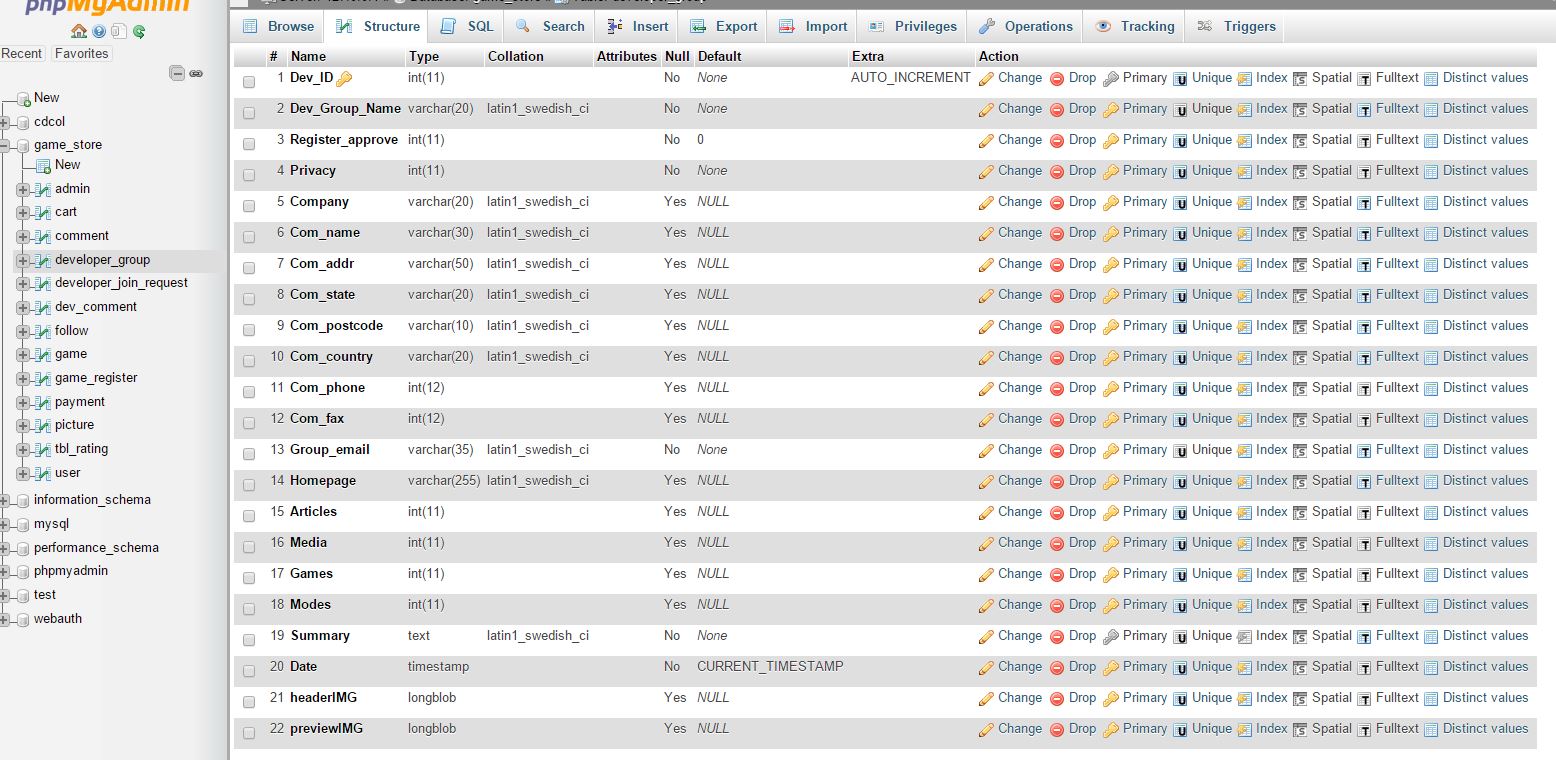 phpMyAdmin
Recent Favorites
New
cdcol
game_store
New
admin
cart
comment
developer_group
developer_join_request
dev_comment
follow
game
game_register
payment
picture
tbl_rating
user
information_schema
mysql
performance_schema
phpmyadmin
test
webauth
Browse Structure SQL Search Insert Export Import Privileges Operations Tracking Triggers
# Name Type Collation Attributes Null Default Extra Action
1 Dev_ID int(11) No None AUTO_INCREMENT Change Drop Primary Unique Index Spatial Fulltext Distinct values
2 Dev_Group_Name varchar(20) latin1_swedish_ci No None Change Drop Primary Unique Index Spatial Fulltext Distinct values
3 Register_approve int(11) No 0 Change Drop Primary Unique Index Spatial Fulltext Distinct values
4 Privacy int(11) No None Change Drop Primary Unique Index Spatial Fulltext Distinct values
5 Company varchar(20) latin1_swedish_ci Yes NULL Change Drop Primary Unique Index Spatial Fulltext Distinct values
6 Com_name varchar(30) latin1_swedish_ci Yes NULL Change Drop Primary Unique Index Spatial Fulltext Distinct values
7 Com_addr varchar(50) latin1_swedish_ci Yes NULL Change Drop Primary Unique Index Spatial Fulltext Distinct values
8 Com_state varchar(20) latin1_swedish_ci Yes NULL Change Drop Primary Unique Index Spatial Fulltext Distinct values
9 Com_postcode varchar(10) latin1_swedish_ci Yes NULL Change Drop Primary Unique Index Spatial Fulltext Distinct values
10 Com_country varchar(20) latin1_swedish_ci Yes NULL Change Drop Primary Unique Index Spatial Fulltext Distinct values
11 Com_phone int(12) Yes NULL Change Drop Primary Unique Index Spatial Fulltext Distinct values
12 Com_fax int(12) Yes NULL Change Drop Primary Unique Index Spatial Fulltext Distinct values
13 Group_email varchar(35) latin1_swedish_ci No None Change Drop Primary Unique Index Spatial Fulltext Distinct values
14 Homepage varchar(255) latin1_swedish_ci Yes NULL Change Drop Primary Unique Index Spatial Fulltext Distinct values
15 Articles int(11) Yes NULL Change Drop Primary Unique Index Spatial Fulltext Distinct values
16 Media int(11) Yes NULL Change Drop Primary Unique Index Spatial Fulltext Distinct values
17 Games int(11) Yes NULL Change Drop Primary Unique Index Spatial Fulltext Distinct values
18 Modes int(11) Yes NULL Change Drop Primary Unique Index Spatial Fulltext Distinct values
19 Summary text latin1_swedish_ci No None Change Drop Primary Unique Index Spatial Fulltext Distinct values
20 Date timestamp No CURRENT_TIMESTAMP Change Drop Primary Unique Index Spatial Fulltext Distinct values
21 headerIMG longblob Yes NULL Change Drop Primary Unique Index Spatial Fulltext Distinct values
22 previewIMG longblob Yes NULL Change Drop Primary Unique Index Spatial Fulltext Distinct values